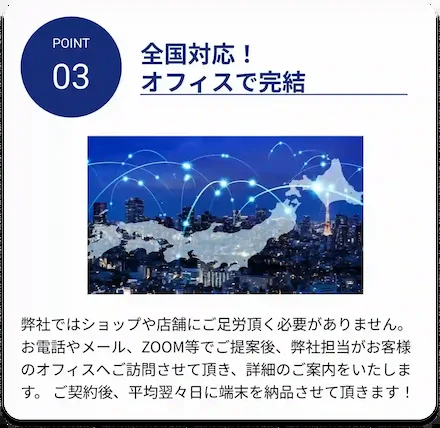 POINT
03
全国対応！
オフィスで完結
弊社ではショップや店舗にご足労頂く必要がありません。
お電話やメール、ZOOM等でご提案後、弊社担当がお客様
のオフィスへご訪問させて頂き、詳細のご案内をいたしま
す。 ご契約後、平均翌々日に端末を納品させて頂きます！